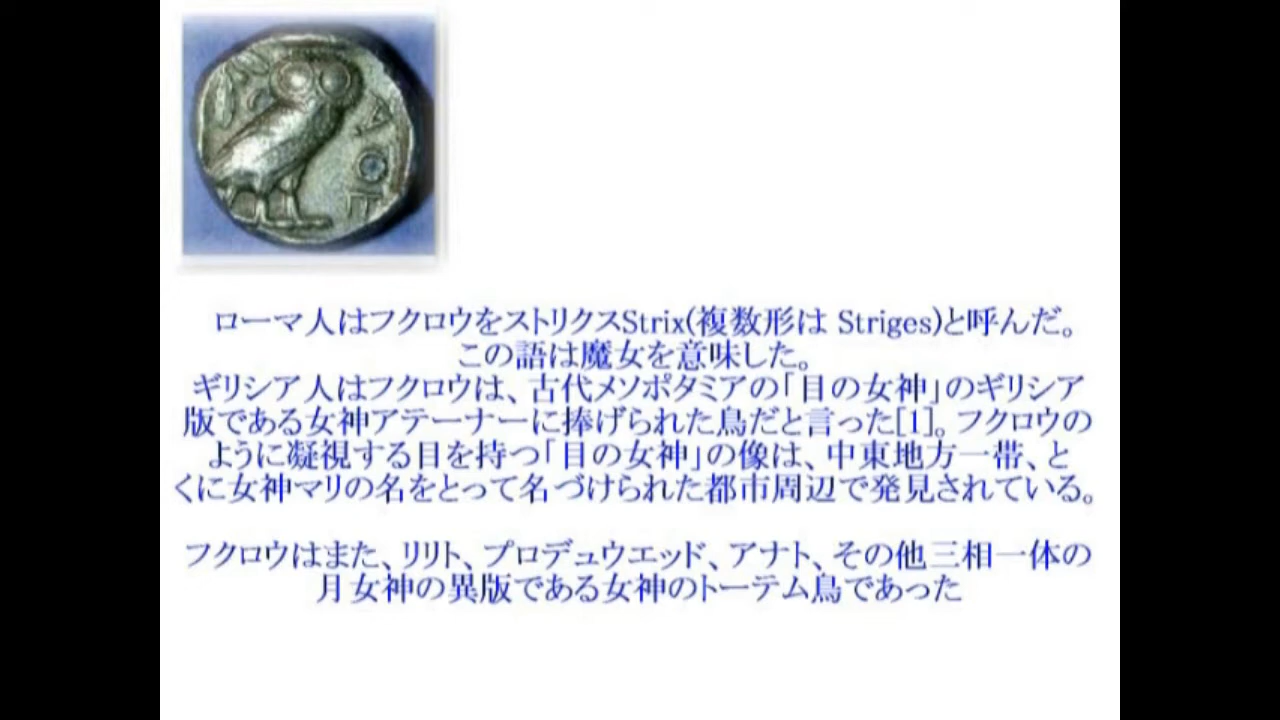 ΑΘΕ
ローマ人はフクロウをストリクスStrix(複数形は Striges)と呼んだ。
この語は魔女を意味した。
ギリシア人はフクロウは、古代メソポタミアの「目の女神」のギリシア
版である女神アテーナーに捧げられた鳥だと言った[1]。フクロウの
ように凝視する目を持つ「目の女神」の像は、中東地方一帯、と
くに女神マリの名をとって名づけられた都市周辺で発見されている。
フクロウはまた、リリト、ブロデュウエッド、アナト、その他三相一体の
月女神の異版である女神のトーテム鳥であった